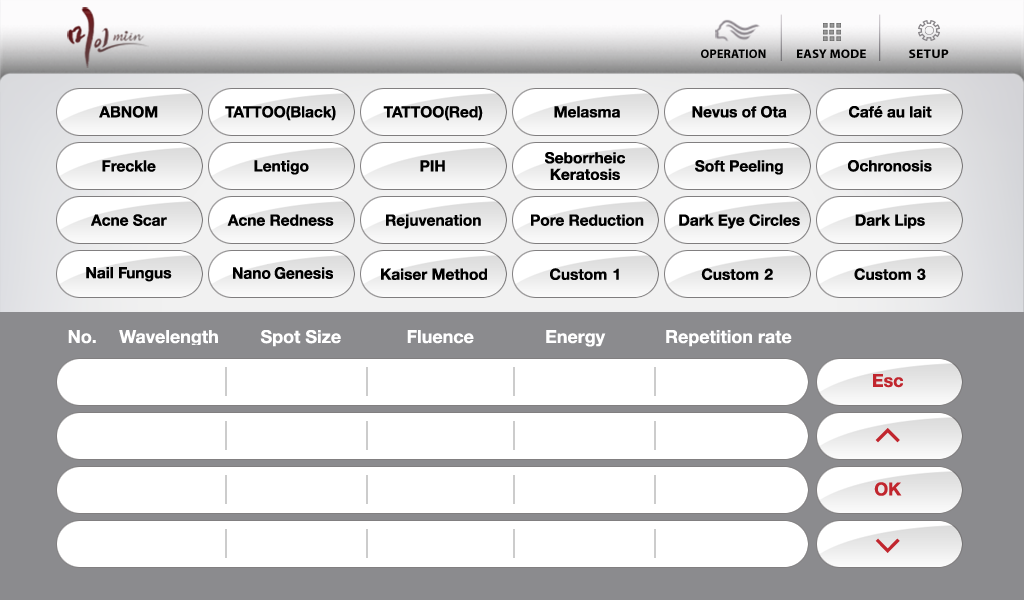 미인 miin
OPERATION
EASY MODE
SETUP
ABNOM
TATTOO(Black)
TATTOO(Red)
Melasma
Nevus of Ota
Café au lait
Freckle
Lentigo
PIH
Seborrheic
Keratosis
Soft Peeling
Ochronosis
Acne Scar
Acne Redness
Rejuvenation
Pore Reduction
Dark Eye Circles
Dark Lips
Nail Fungus
Nano Genesis
Kaiser Method
Custom 1
Custom 2
Custom 3
No. Wavelength Spot Size Fluence Energy Repetition rate
Esc
OK